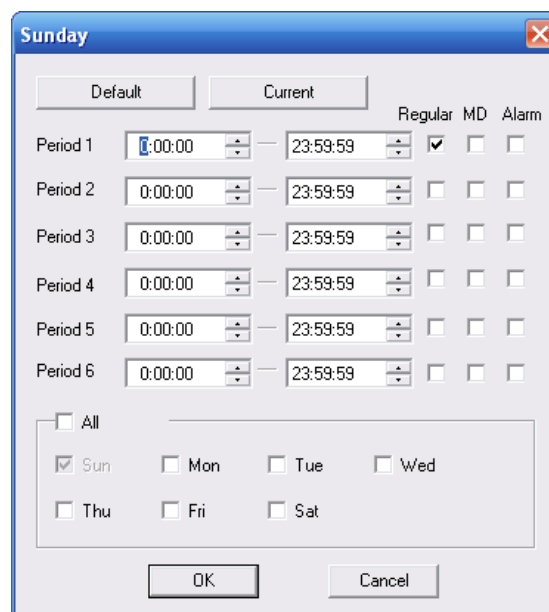 Sunday
Default Current
Regular MD Alarm
Period 1 0:00:00 — 23:59:59
Period 2 0:00:00 — 23:59:59
Period 3 0:00:00 — 23:59:59
Period 4 0:00:00 — 23:59:59
Period 5 0:00:00 — 23:59:59
Period 6 0:00:00 — 23:59:59
All
Sun Mon Tue Wed
Thu Fri Sat
OK Cancel